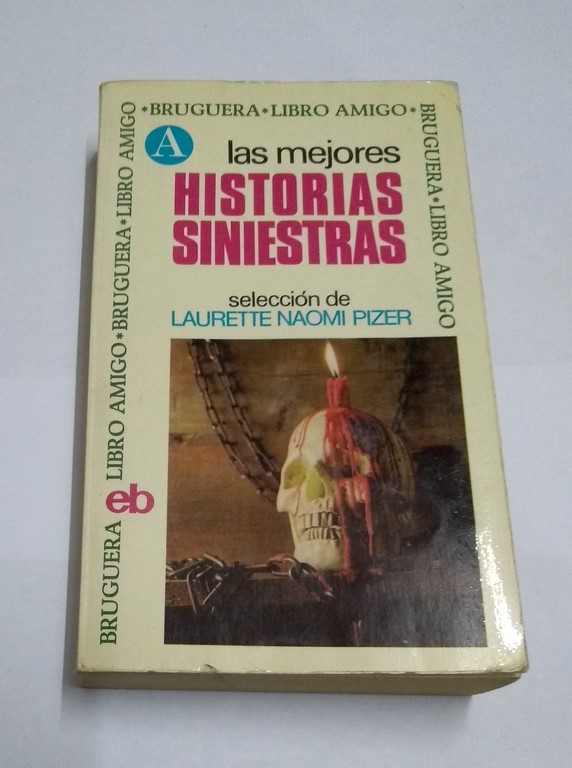 *BRUGUERA*LIBRO AMIGO*
BRUGUERA*LIBRO AMIGO
BRUGUERA LIBRO AMIGO*BRUGUERA*LIBRO AMIGO
A
las mejores
HISTORIAS
SINIESTRAS
selección de
LAURETTE NAOMI PIZER
eb